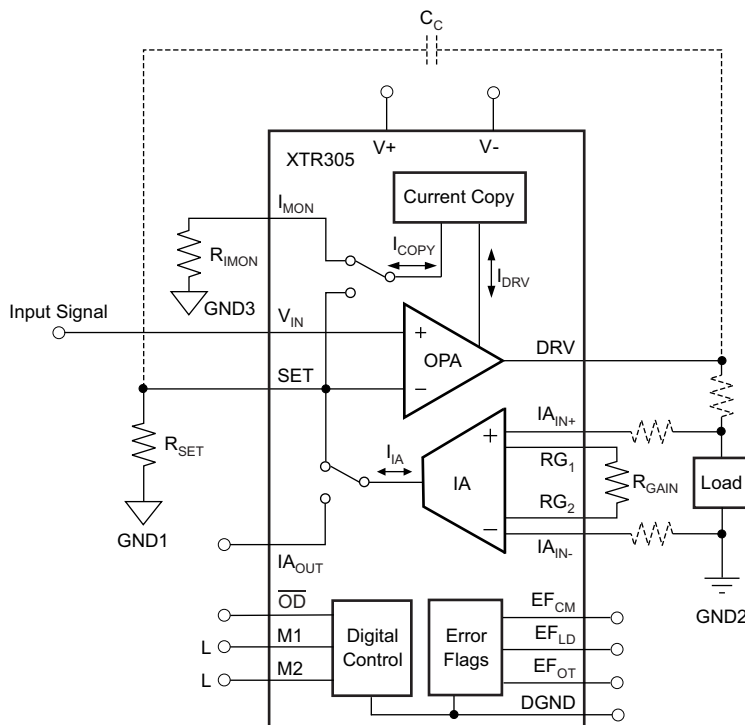 C_C
V+
V-
XTR305
Current Copy
I_MON
R_IMON
I_COPY
I_DRV
GND3
Input Signal
V_IN
+
OPA
DRV
SET
−
IA_IN+
R_SET
I_IA
+
IA
RG_1
R_GAIN
Load
RG_2
−
GND1
IA_IN-
IA_OUT
GND2
O̅D̅
EF_CM
L
M1
Digital
Control
Error
Flags
EF_LD
L
M2
EF_OT
DGND